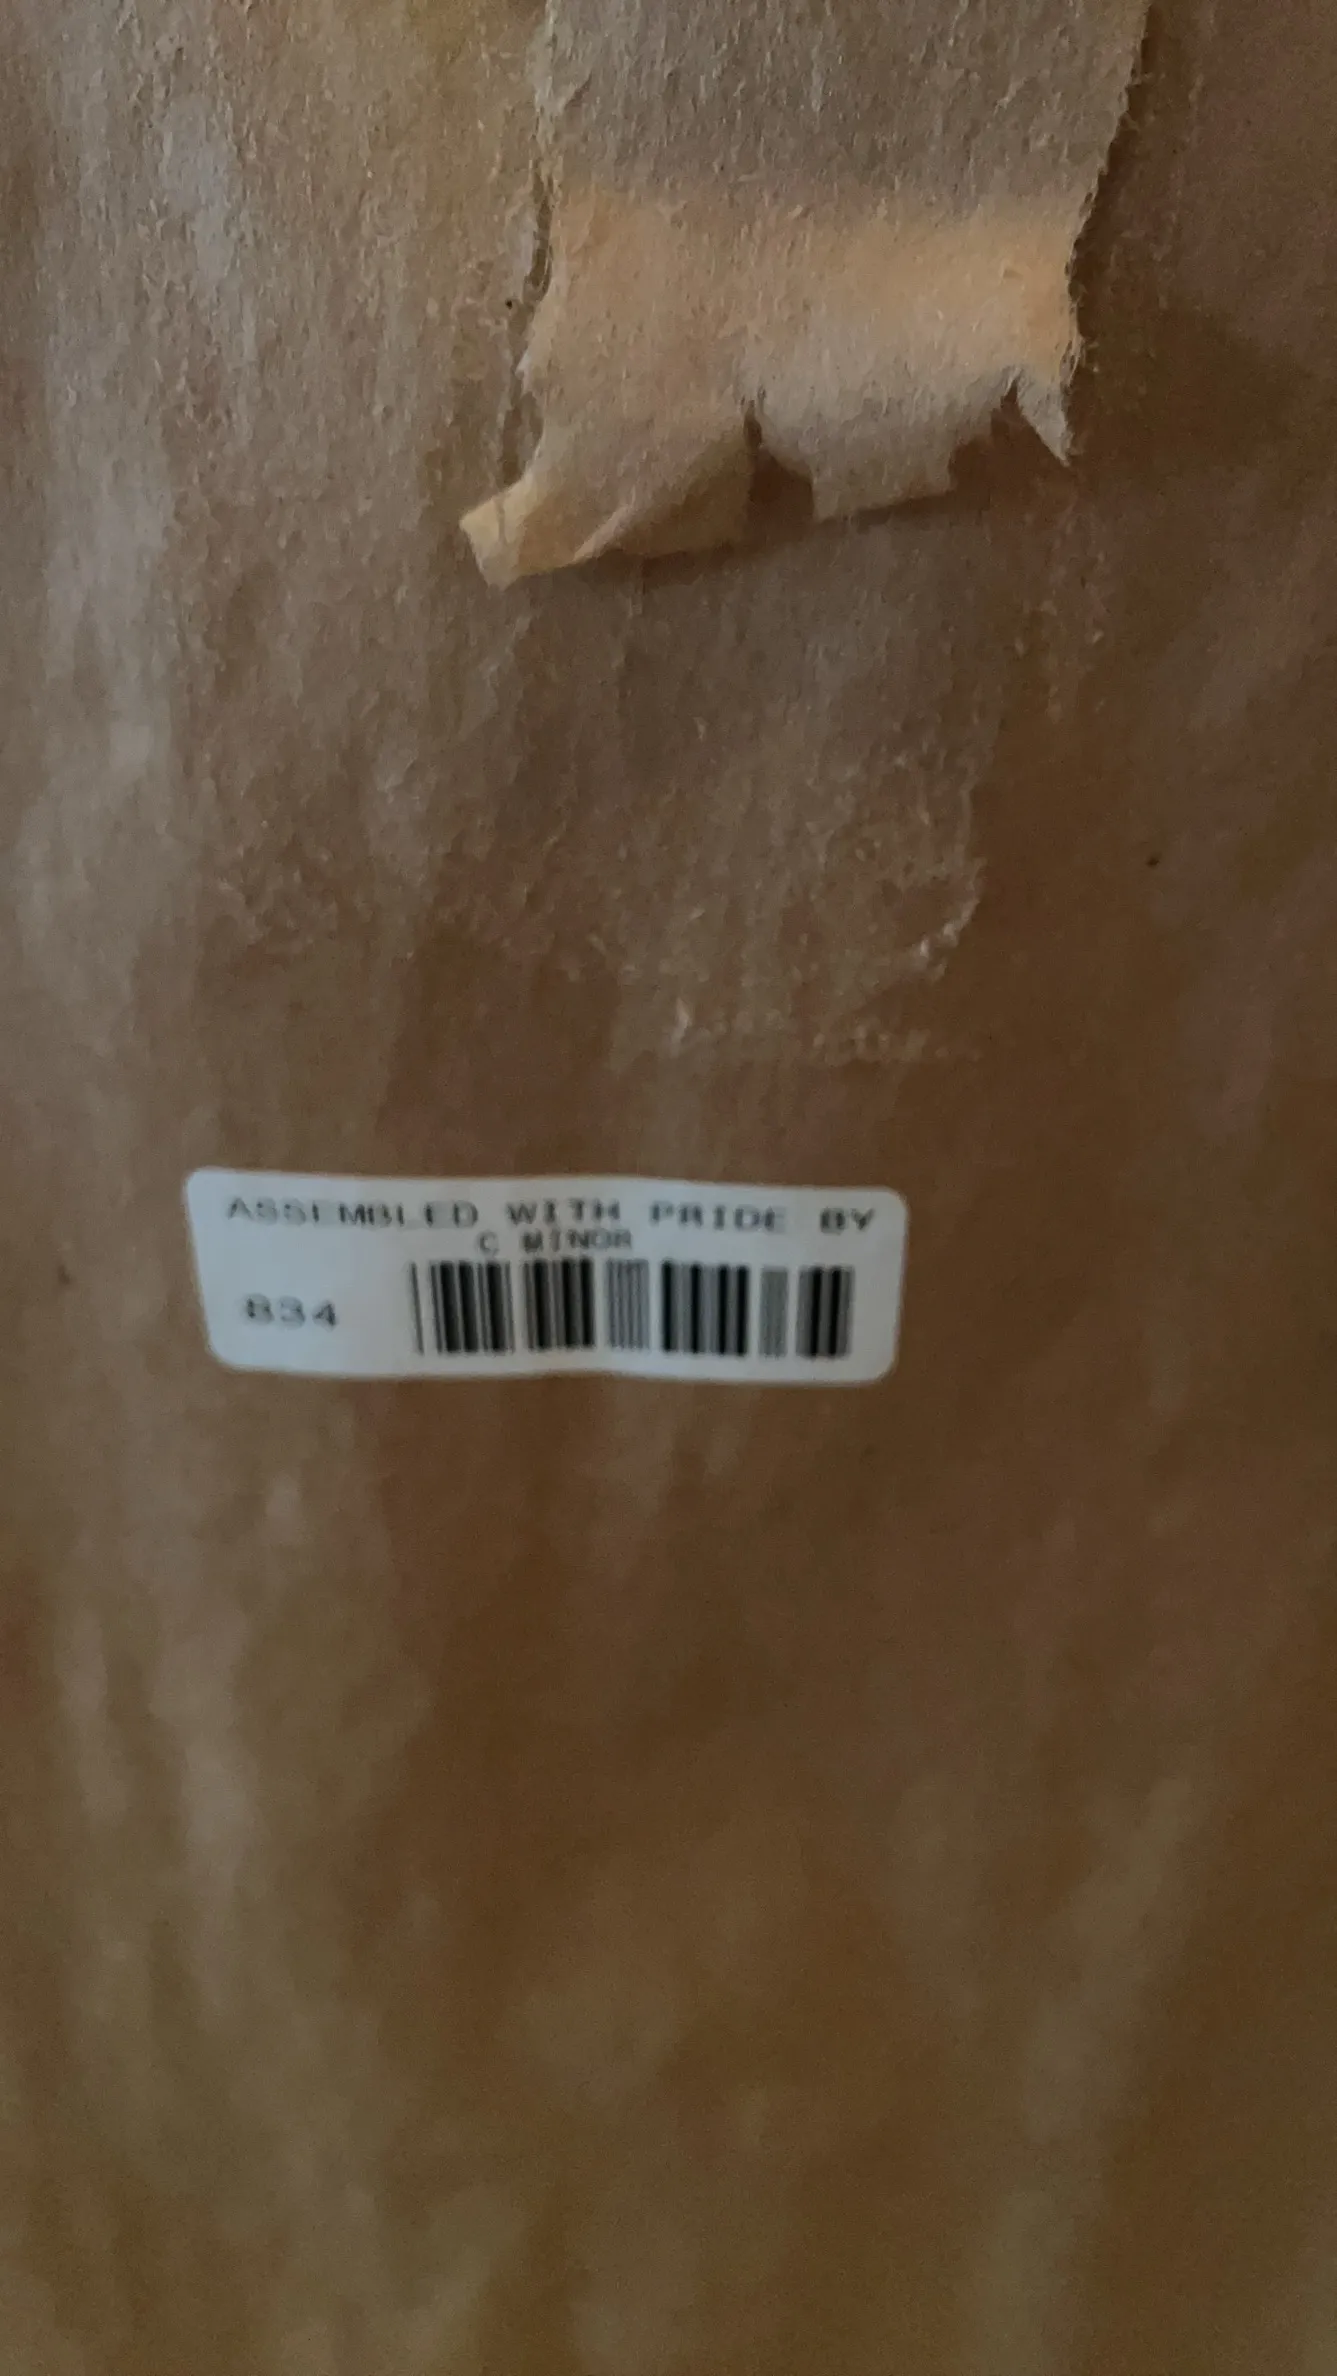 ASSEMBLED WITH PRIDE BY
C MINOR
834